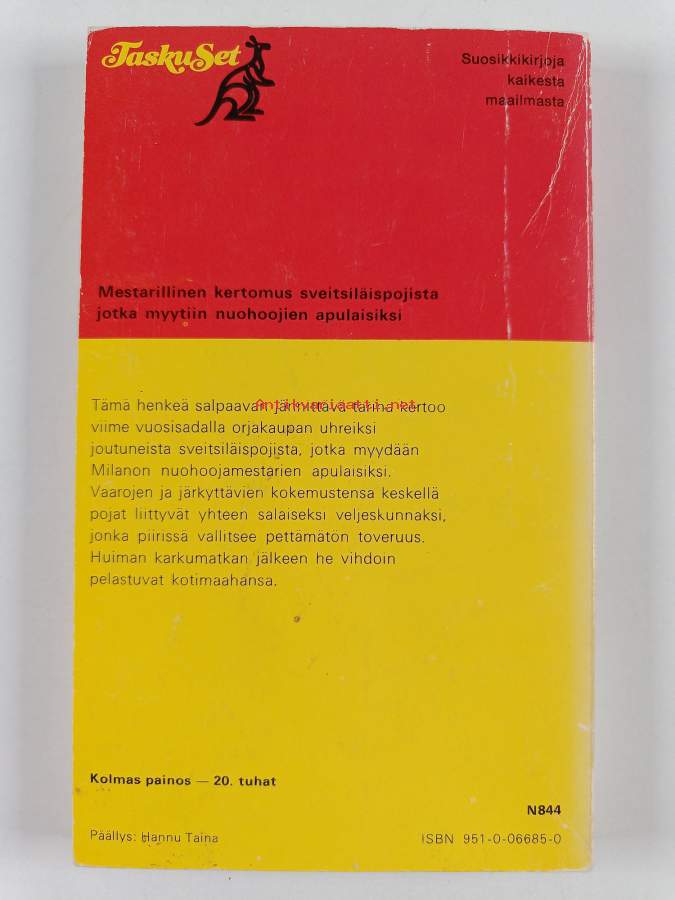 TaskuSet
Suosikkikirjoja
kaikesta
maailmasta
Mestarillinen kertomus sveitsiläispojista
jotka myytiin nuohoojien apulaisiksi
Tämä henkeä salpaavan jännittävä tarina kertoo
Antikvariaatti.net
viime vuosisadalla orjakaupan uhreiksi
joutuneista sveitsiläispojista, jotka myydään
Milanon nuohoojamestarien apulaisiksi.
Vaarojen ja järkyttävien kokemustensa keskellä
pojat liittyvät yhteen salaiseksi veljeskunnaksi,
jonka piirissä vallitsee pettämätön toveruus.
Huiman karkumatkan jälkeen he vihdoin
pelastuvat kotimaahansa.
Kolmas painos — 20. tuhat
N844
Päällys: Hannu Taina
ISBN 951-0-06685-0